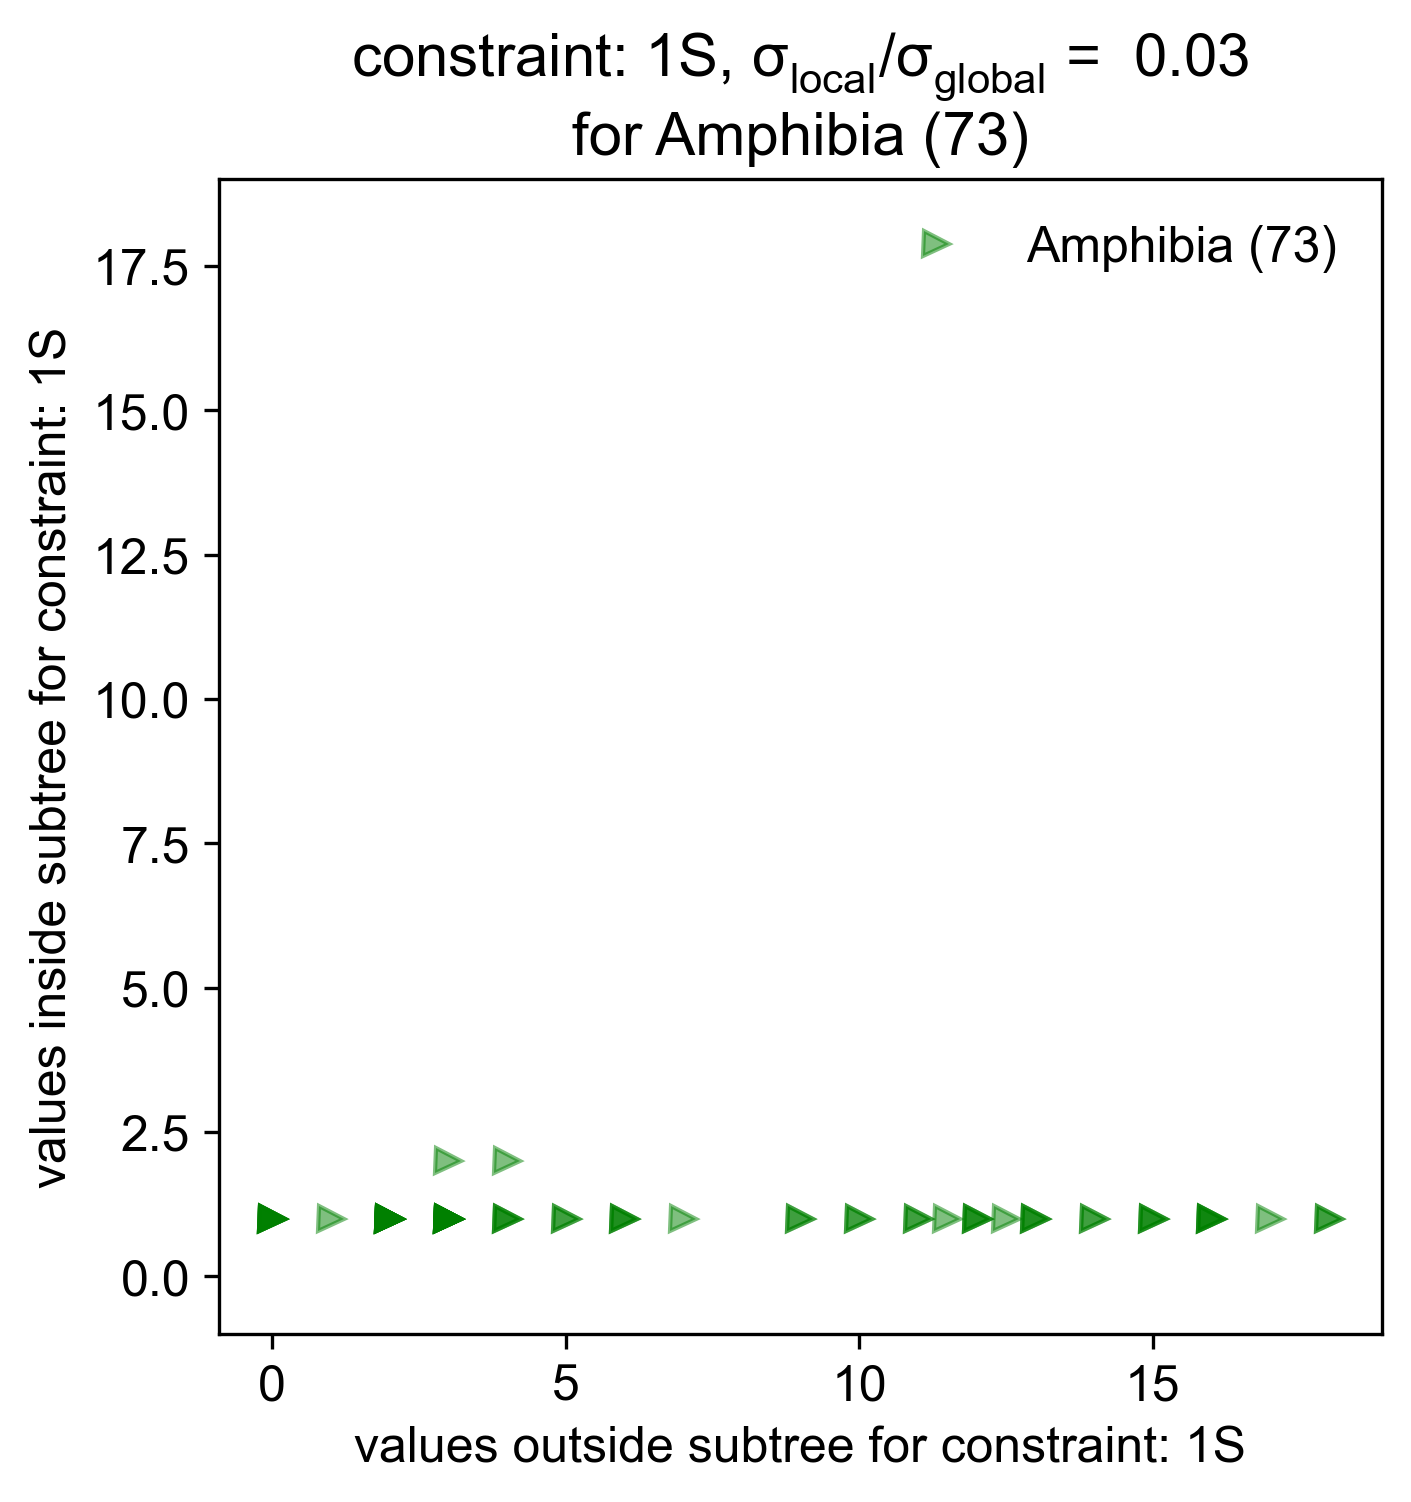 constraint: 1S, σlocal/σglobal = 0.03
for Amphibia (73)
Amphibia (73)
17.5
15.0
12.5
10.0
7.5
5.0
2.5
0.0
values inside subtree for constraint: 1S
0 5 10 15
values outside subtree for constraint: 1S